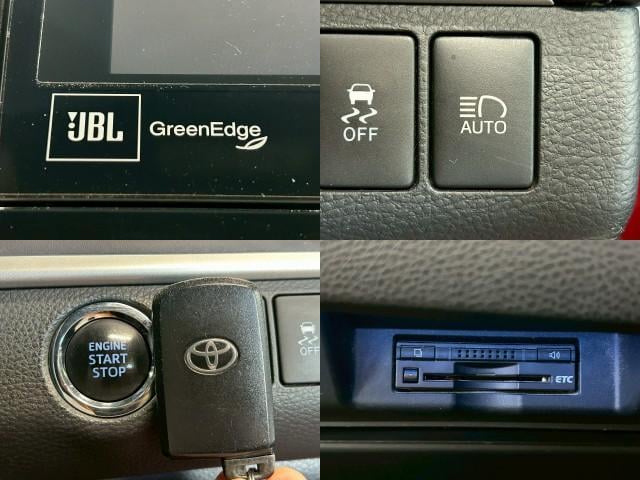 JBL GreenEdge
OFF
AUTO
ENGINE
START
STOP
OFF
ETC